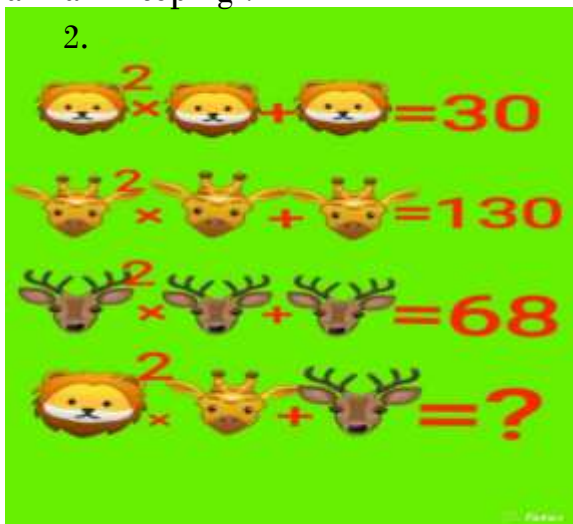 2.
2 × + =30
2 × + =130
2 × + =68
2 × + =?